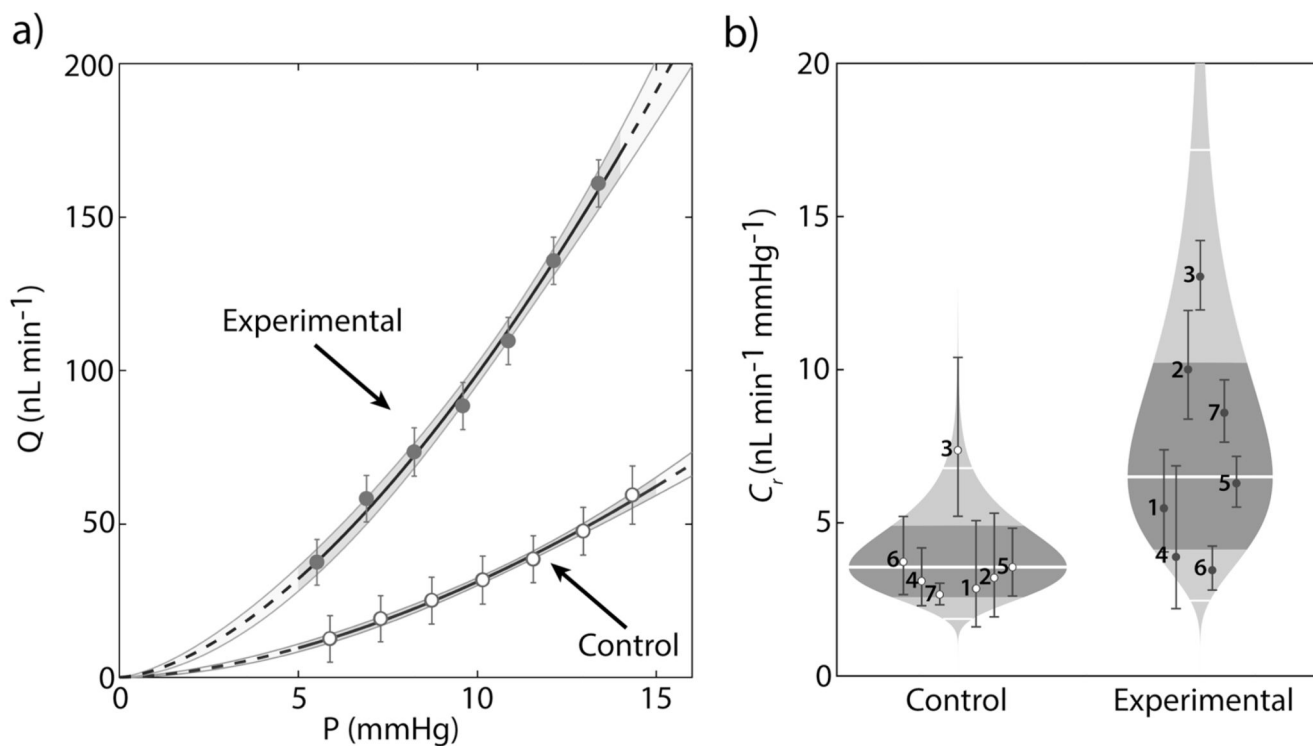 a)
200
150
100
50
0
Q (nL min⁻¹)
0 5 10 15
P (mmHg)
Experimental
Control
b)
20
15
10
5
0
Cᵣ (nL min⁻¹ mmHg⁻¹)
3
6
4
7
1
2
5
3
2
7
1
5
4
6
Control Experimental